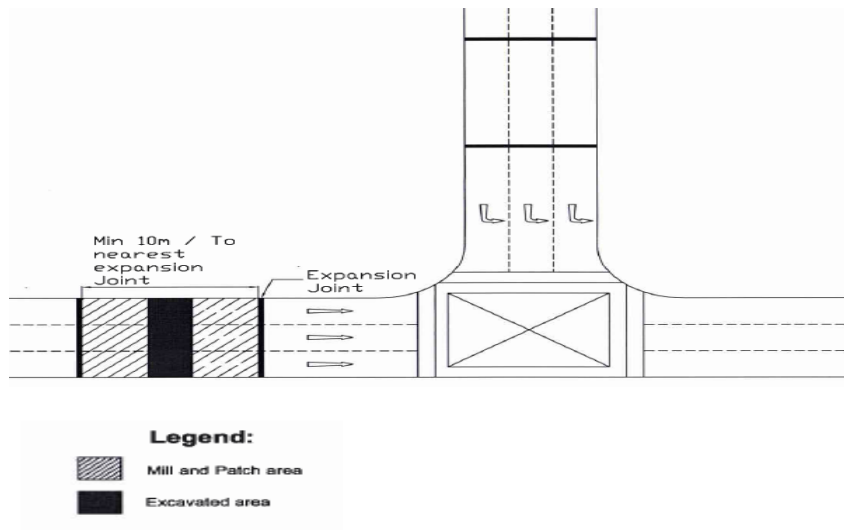 Min 10m / To
nearest
expansion
Joint
Expansion
Joint
Legend:
Mill and Patch area
Excavated area